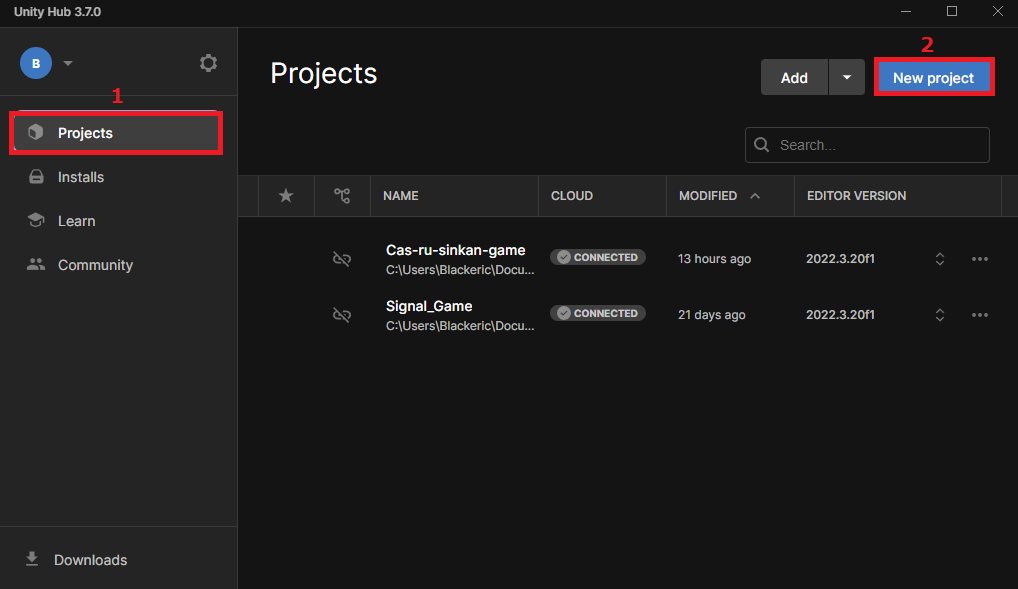 Unity Hub 3.7.0
B
1
Projects
Installs
Learn
Community
Downloads
Projects
Add
2
New project
Search...
NAME
CLOUD
MODIFIED
EDITOR VERSION
Cas-ru-sinkan-game
C:\Users\Blackeric\Docu...
CONNECTED
13 hours ago
2022.3.20f1
Signal_Game
C:\Users\Blackeric\Docu...
CONNECTED
21 days ago
2022.3.20f1